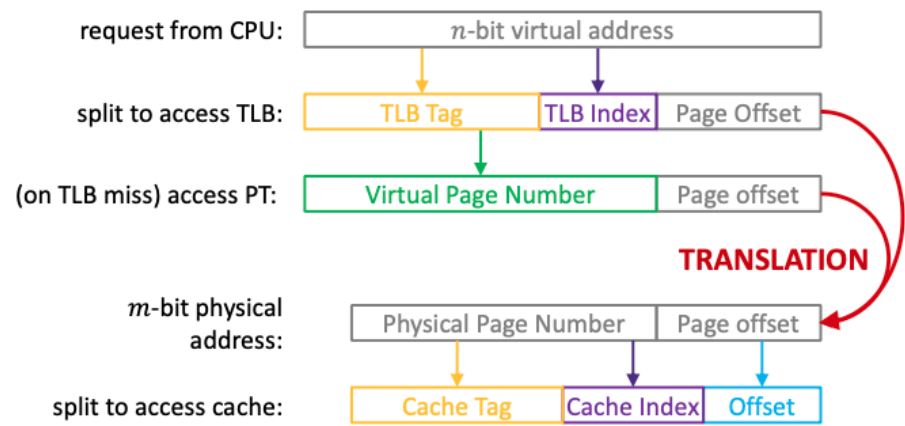 request from CPU:
n-bit virtual address
split to access TLB:
TLB Tag
TLB Index
Page Offset
(on TLB miss) access PT:
Virtual Page Number
Page offset
TRANSLATION
m-bit physical
address:
Physical Page Number
Page offset
split to access cache:
Cache Tag
Cache Index
Offset